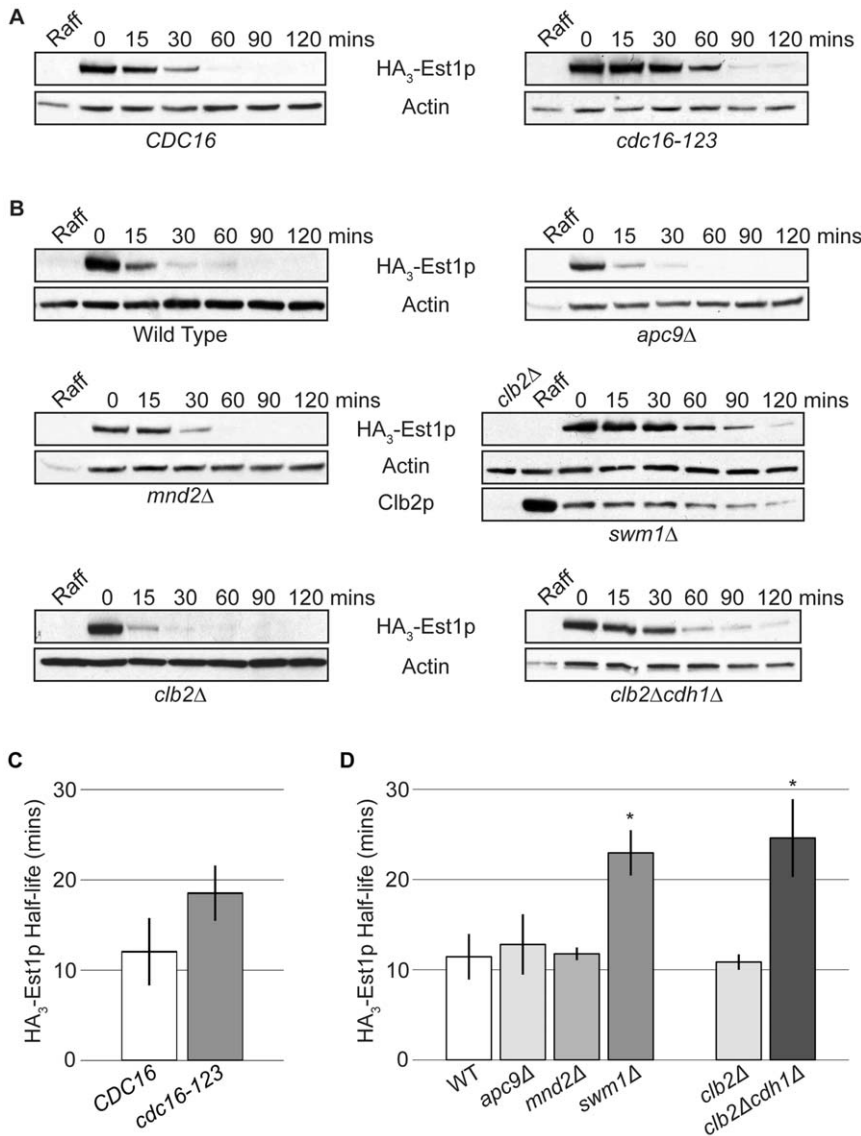 A
Raff 0 15 30 60 90 120 mins
HA3-Est1p
Actin
CDC16
Raff 0 15 30 60 90 120 mins
cdc16-123
B
Raff 0 15 30 60 90 120 mins
HA3-Est1p
Actin
Wild Type
Raff 0 15 30 60 90 120 mins
apc9Δ
Raff 0 15 30 60 90 120 mins
HA3-Est1p
Actin
Clb2p
mnd2Δ
clb2Δ Raff 0 15 30 60 90 120 mins
swm1Δ
Raff 0 15 30 60 90 120 mins
HA3-Est1p
Actin
clb2Δ
Raff 0 15 30 60 90 120 mins
clb2Δcdh1Δ
C
HA3-Est1p Half-life (mins)
30
20
10
0
CDC16
cdc16-123
D
HA3-Est1p Half-life (mins)
30
20
10
0
*
*
WT
apc9Δ
mnd2Δ
swm1Δ
clb2Δ
clb2Δcdh1Δ